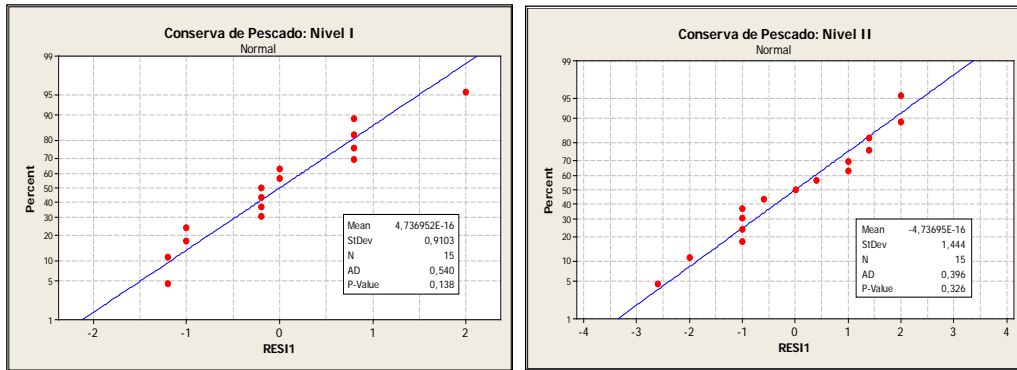 Conserva de Pescado: Nivel I
Normal
99
95
90
80
70
60
50
40
30
20
10
5
1
Percent
-2
-1
0
1
2
RESI1
Mean 4,736952E-16
StDev 0,9103
N 15
AD 0,540
P-Value 0,138
Conserva de Pescado: Nivel II
Normal
99
95
90
80
70
60
50
40
30
20
10
5
1
Percent
-4
-3
-2
-1
0
1
2
3
4
RESI1
Mean -4,73695E-16
StDev 1,444
N 15
AD 0,396
P-Value 0,326